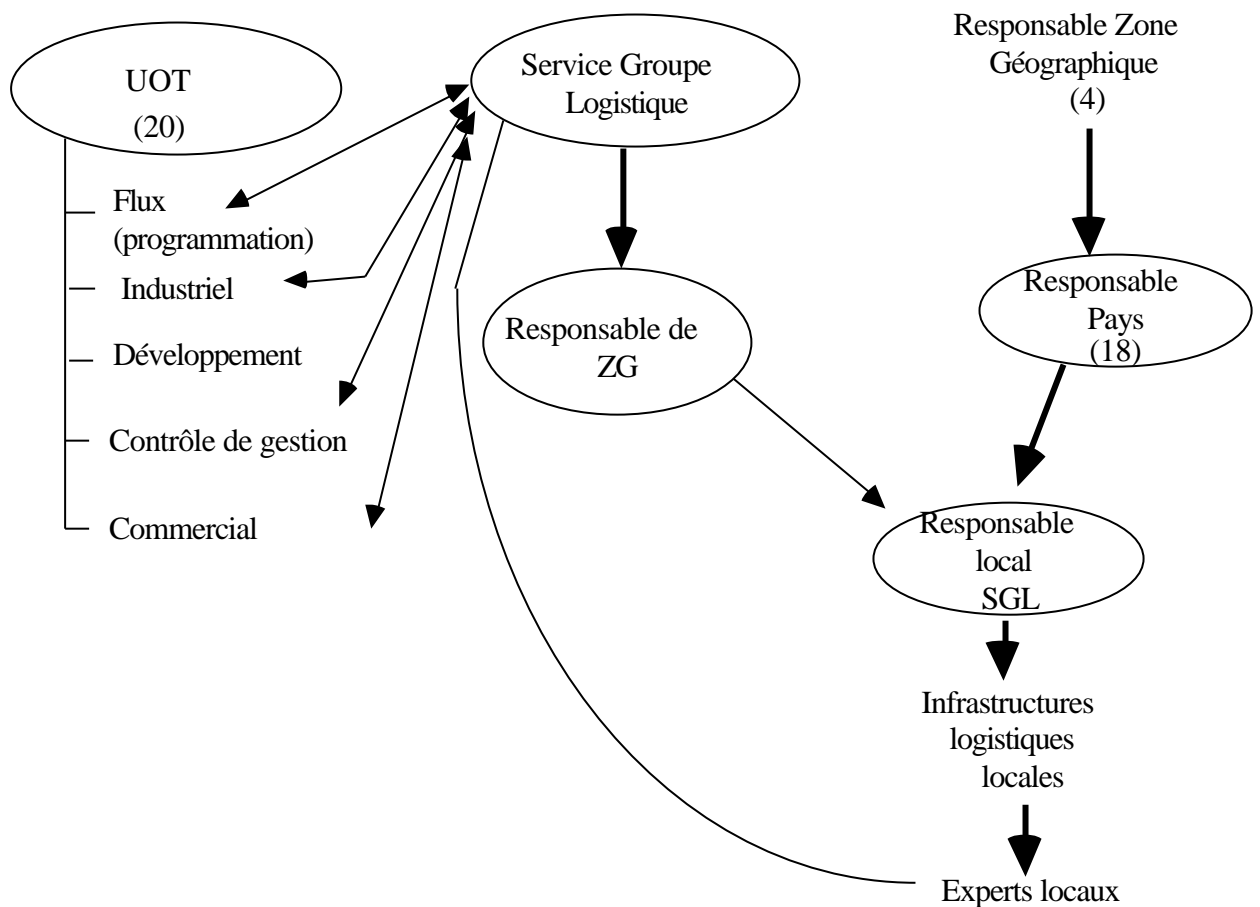 UOT
(20)
Flux
(programmation)
Industriel
Développement
Contrôle de gestion
Commercial
Service Groupe
Logistique
Responsable de
ZG
Responsable Zone
Géographique
(4)
Responsable
Pays
(18)
Responsable
local
SGL
Infrastructures
logistiques
locales
Experts locaux